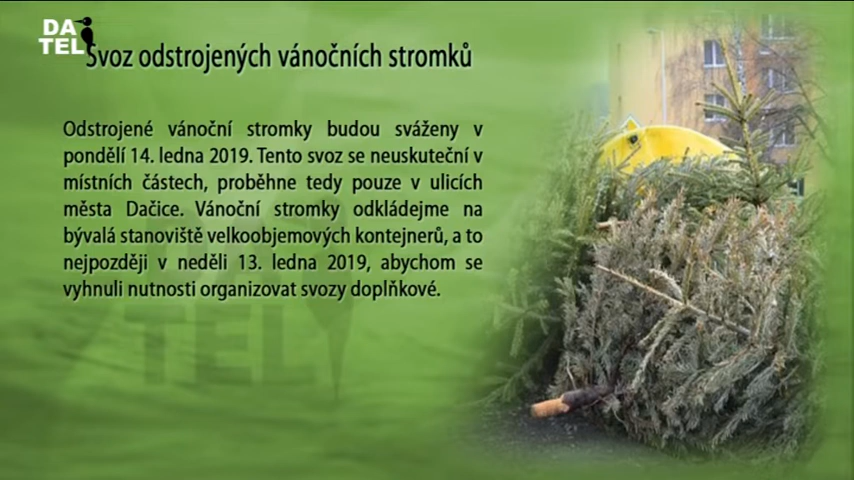 DA
TEL
Svoz odstrojených vánočních stromků
Odstrojené vánoční stromky budou sváženy v
pondělí 14. ledna 2019. Tento svoz se neuskuteční v
místních částech, proběhne tedy pouze v ulicích
města Dačice. Vánoční stromky odkládejme na
bývalá stanoviště velkoobjemových kontejnerů, a to
nejpozději v neděli 13. ledna 2019, abychom se
vyhnuli nutnosti organizovat svozy doplňkové.
TEL